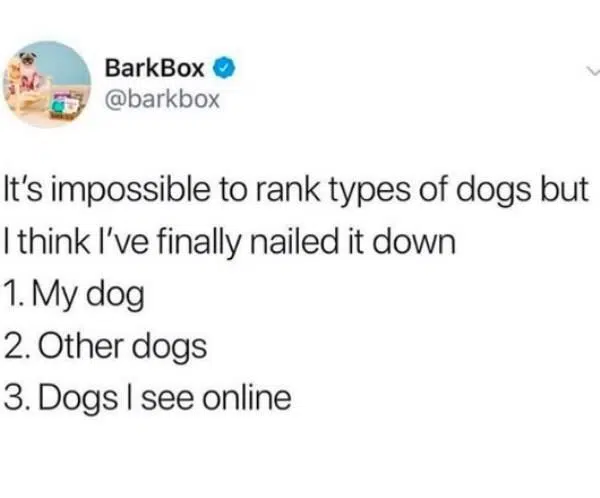 BarkBox
@barkbox
It's impossible to rank types of dogs but
I think I've finally nailed it down
1. My dog
2. Other dogs
3. Dogs I see online